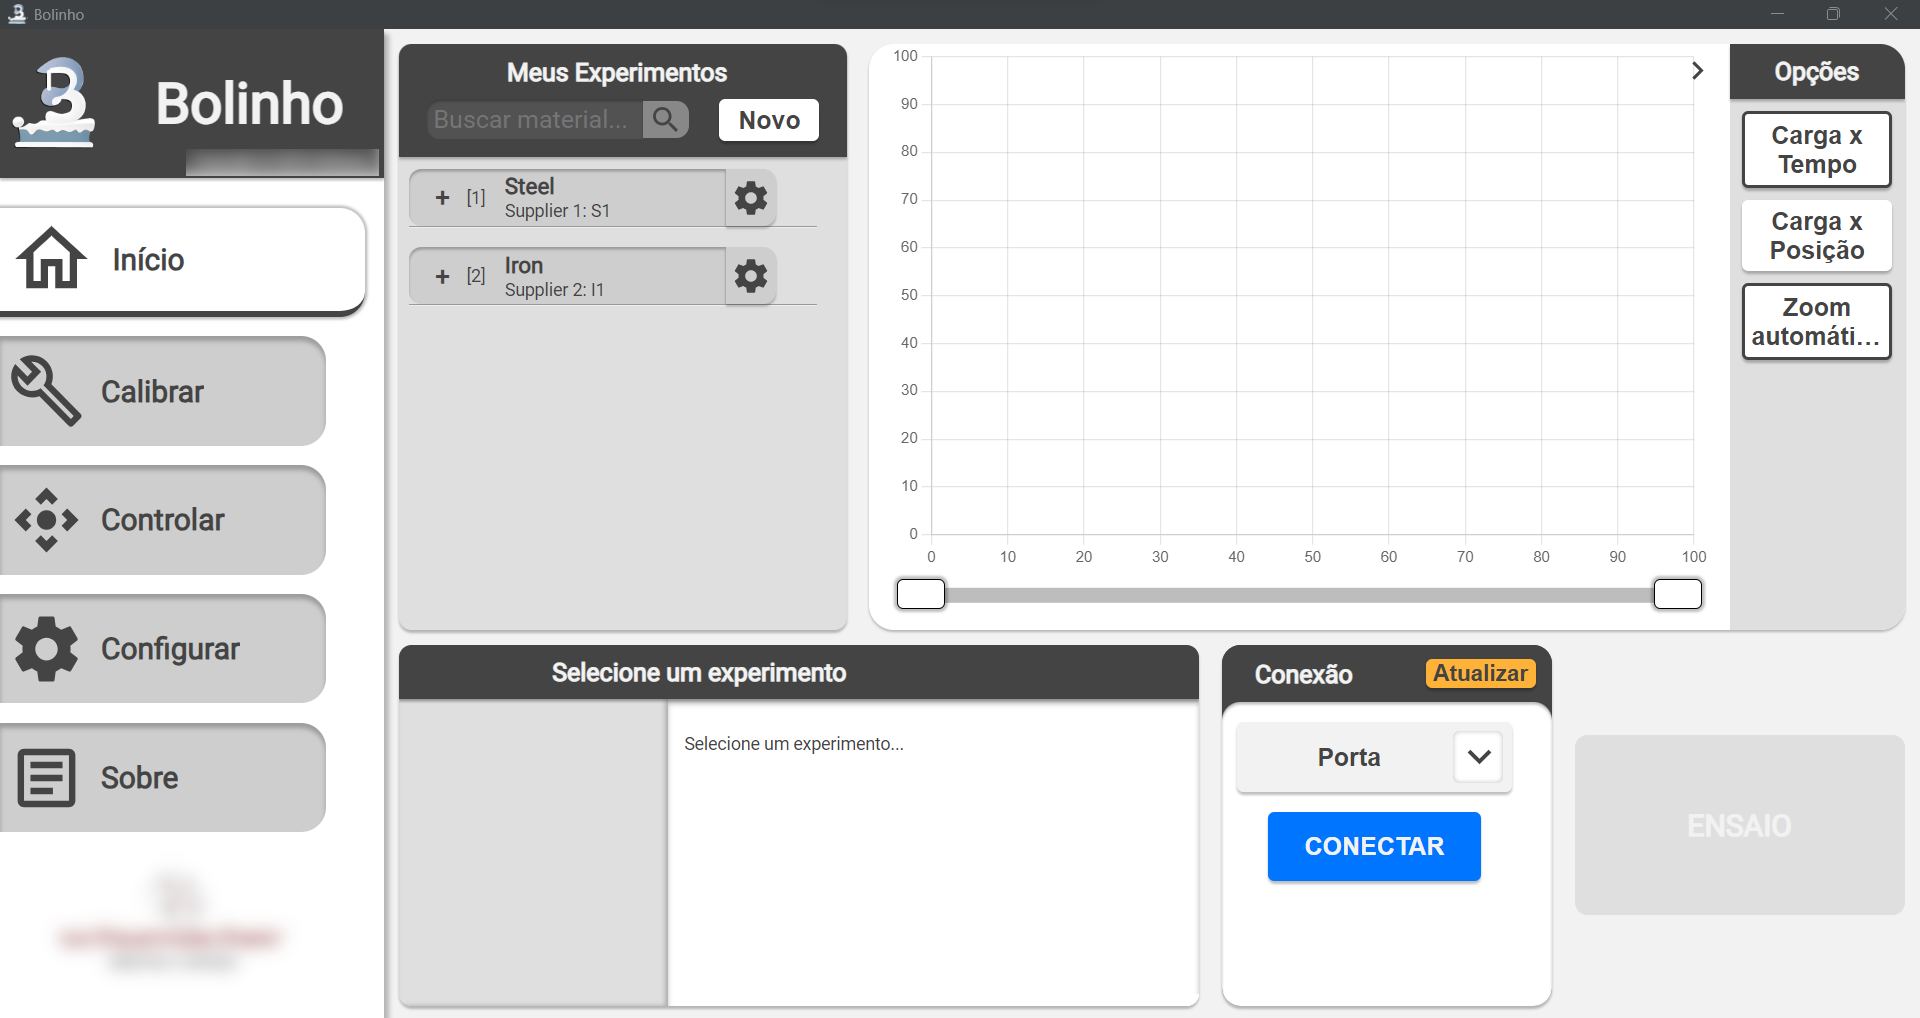 Bolinho
Bolinho
Início
Calibrar
Controlar
Configurar
Sobre
Meus Experimentos
Buscar material...
Novo
+ [1] Steel
Supplier 1: S1
+ [2] Iron
Supplier 2: I1
100
90
80
70
60
50
40
30
20
10
0
0 10 20 30 40 50 60 70 80 90 100
Opções
Carga x
Tempo
Carga x
Posição
Zoom
automáti...
Selecione um experimento
Selecione um experimento...
Conexão
Atualizar
Porta
CONECTAR
ENSAIO